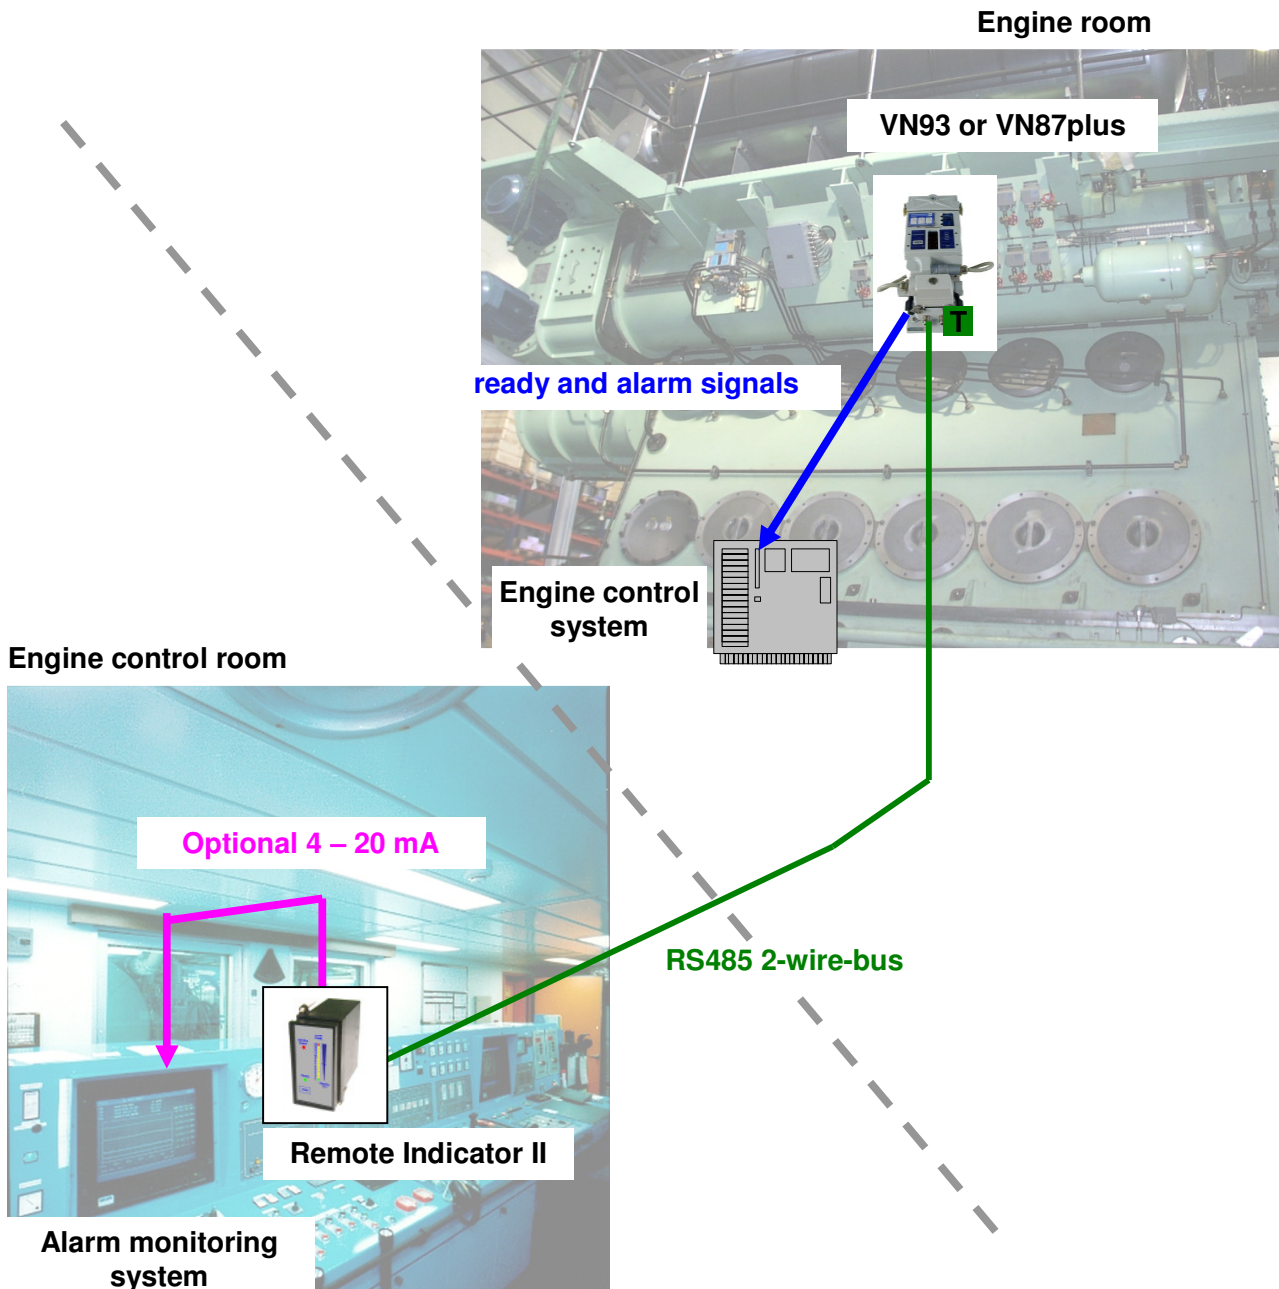 Engine room
VN93 or VN87plus
T
ready and alarm signals
Engine control
system
Engine control room
Optional 4 – 20 mA
RS485 2-wire-bus
Remote Indicator II
Alarm monitoring
system